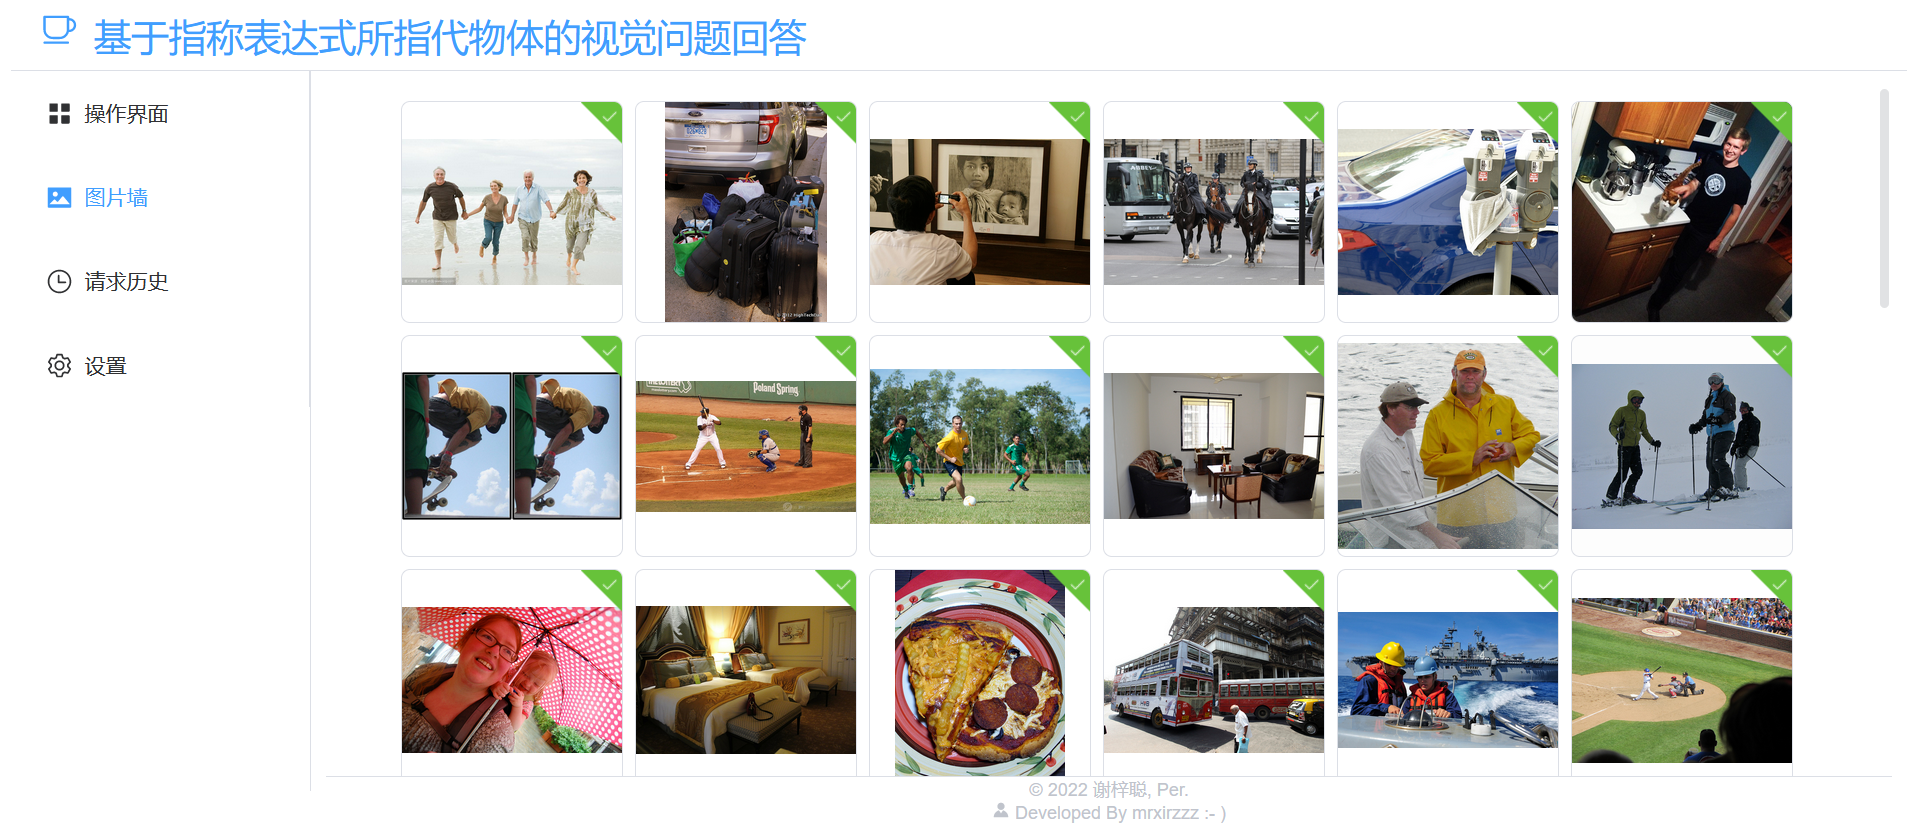 基于指称表达式所指代物体的视觉问题回答
操作界面
图片墙
请求历史
设置
ABBEY
Poland Spring
© 2022 谢梓聪, Per.
Developed By mrxirzzz :- )